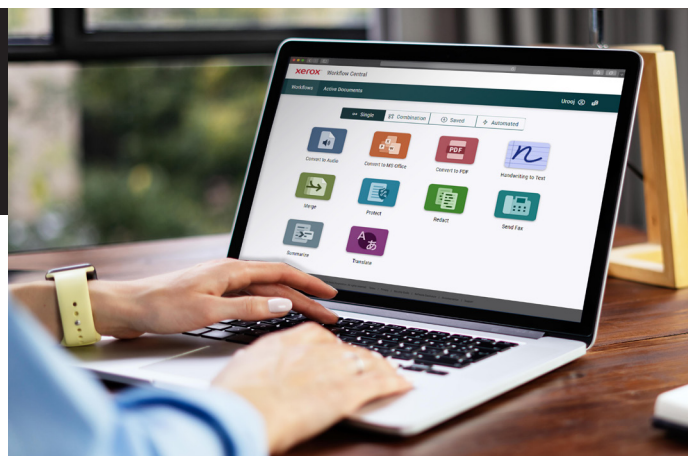 xerox Workflow Central
Workflows Active Documents Urooj
Single Combination Saved Automated
Convert to Audio Convert to MS Office Convert to PDF Handwriting to Text
PDF
Merge Protect Redact Send Fax
Summarize Translate
A あ